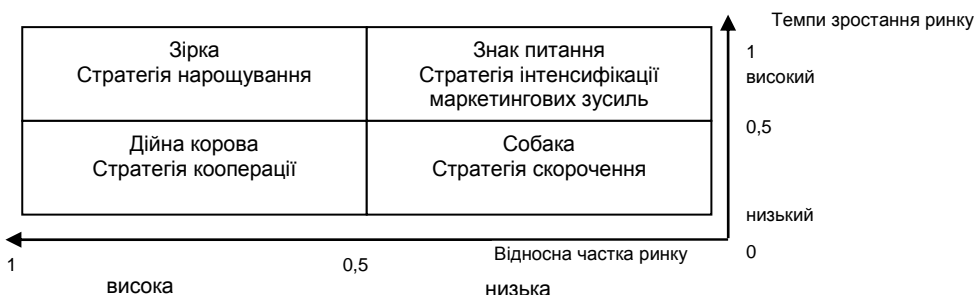 Темпи зростання ринку
Зірка
Стратегія нарощування
Знак питання
Стратегія інтенсифікації
маркетингових зусиль
1
високий
0,5
Дійна корова
Стратегія кооперації
Собака
Стратегія скорочення
низький
0
Відносна частка ринку
1
0,5
висока
низька